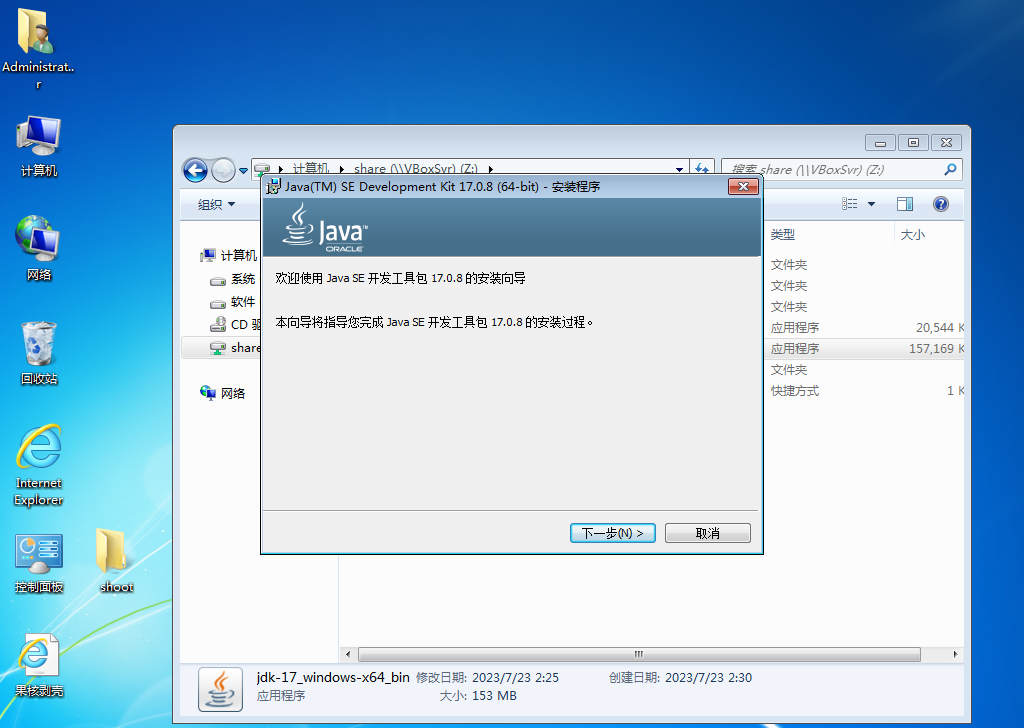 Administrat..
r
计算机
网络
回收站
Internet
Explorer
控制面板
shoot
果核剥壳
计算机
share (\\VBoxSvr) (Z:)
搜索 share (\\VBoxSvr) (Z:)
组织
类型
大小
计算机
系统
软件
CD
share
网络
文件夹
文件夹
文件夹
应用程序
20,544 K
应用程序
157,169 K
文件夹
快捷方式
1 K
Java(TM) SE Development Kit 17.0.8 (64-bit) - 安装程序
Java™
ORACLE
欢迎使用 Java SE 开发工具包 17.0.8 的安装向导
本向导将指导您完成 Java SE 开发工具包 17.0.8 的安装过程。
下一步(N) >
取消
jdk-17_windows-x64_bin
修改日期: 2023/7/23 2:25
创建日期: 2023/7/23 2:30
应用程序
大小: 153 MB